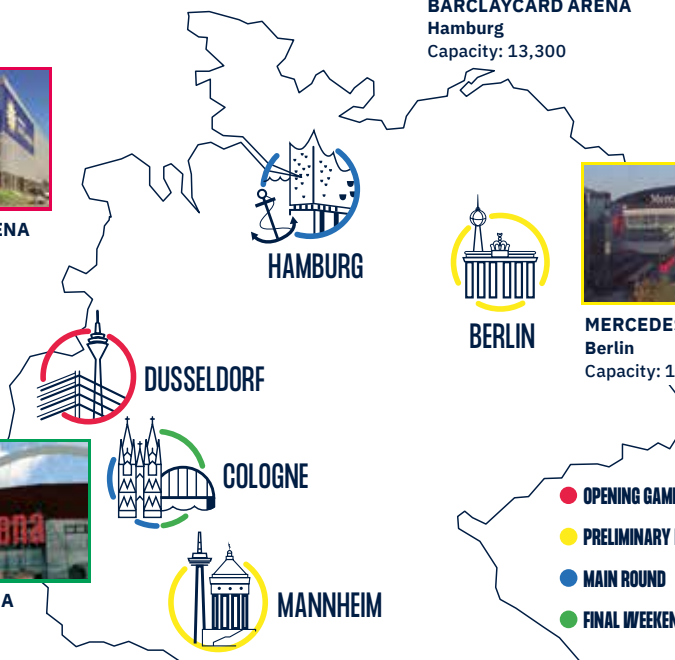 BARCLAYCARD ARENA
Hamburg
Capacity: 13,300
ENA
HAMBURG
BERLIN
MERCEDES
Berlin
Capacity: 1
DUSSELDORF
COLOGNE
ena
OPENING GAM
PRELIMINARY
MAIN ROUND
FINAL WEEKEN
A
MANNHEIM